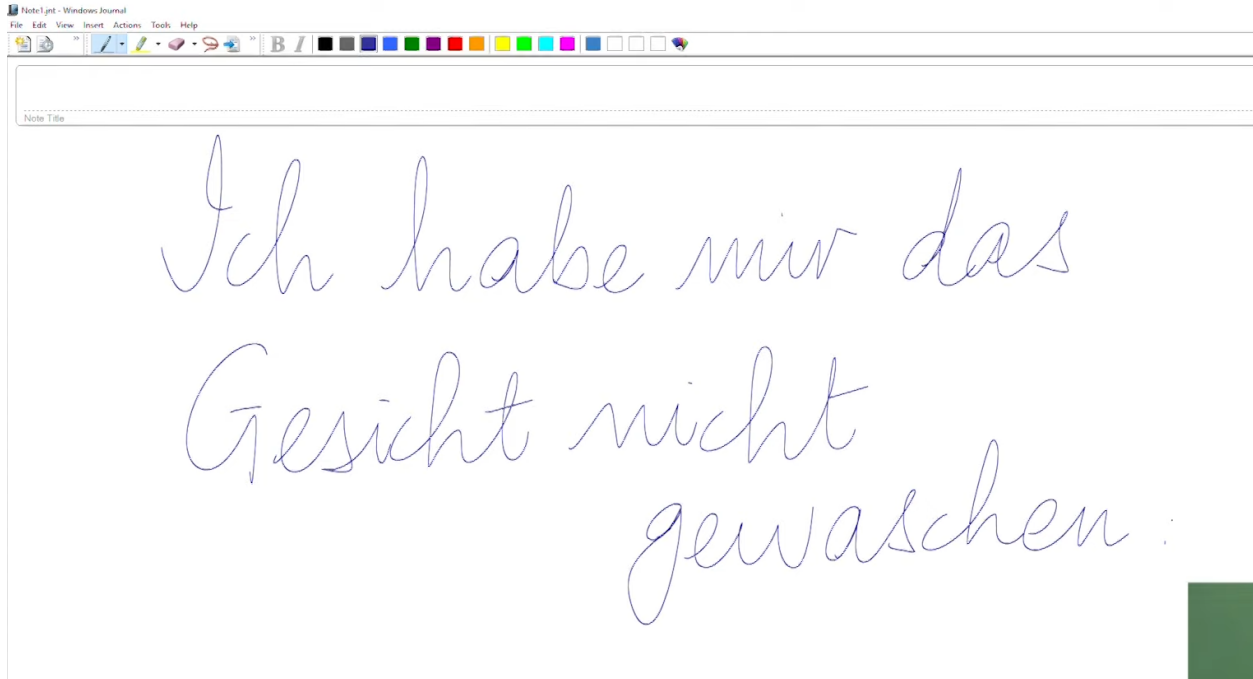 Note1.jnt - Windows Journal
File Edit View Insert Actions Tools Help
B I
Note Title
Ich habe mir das
Gesicht nicht
gewaschen :